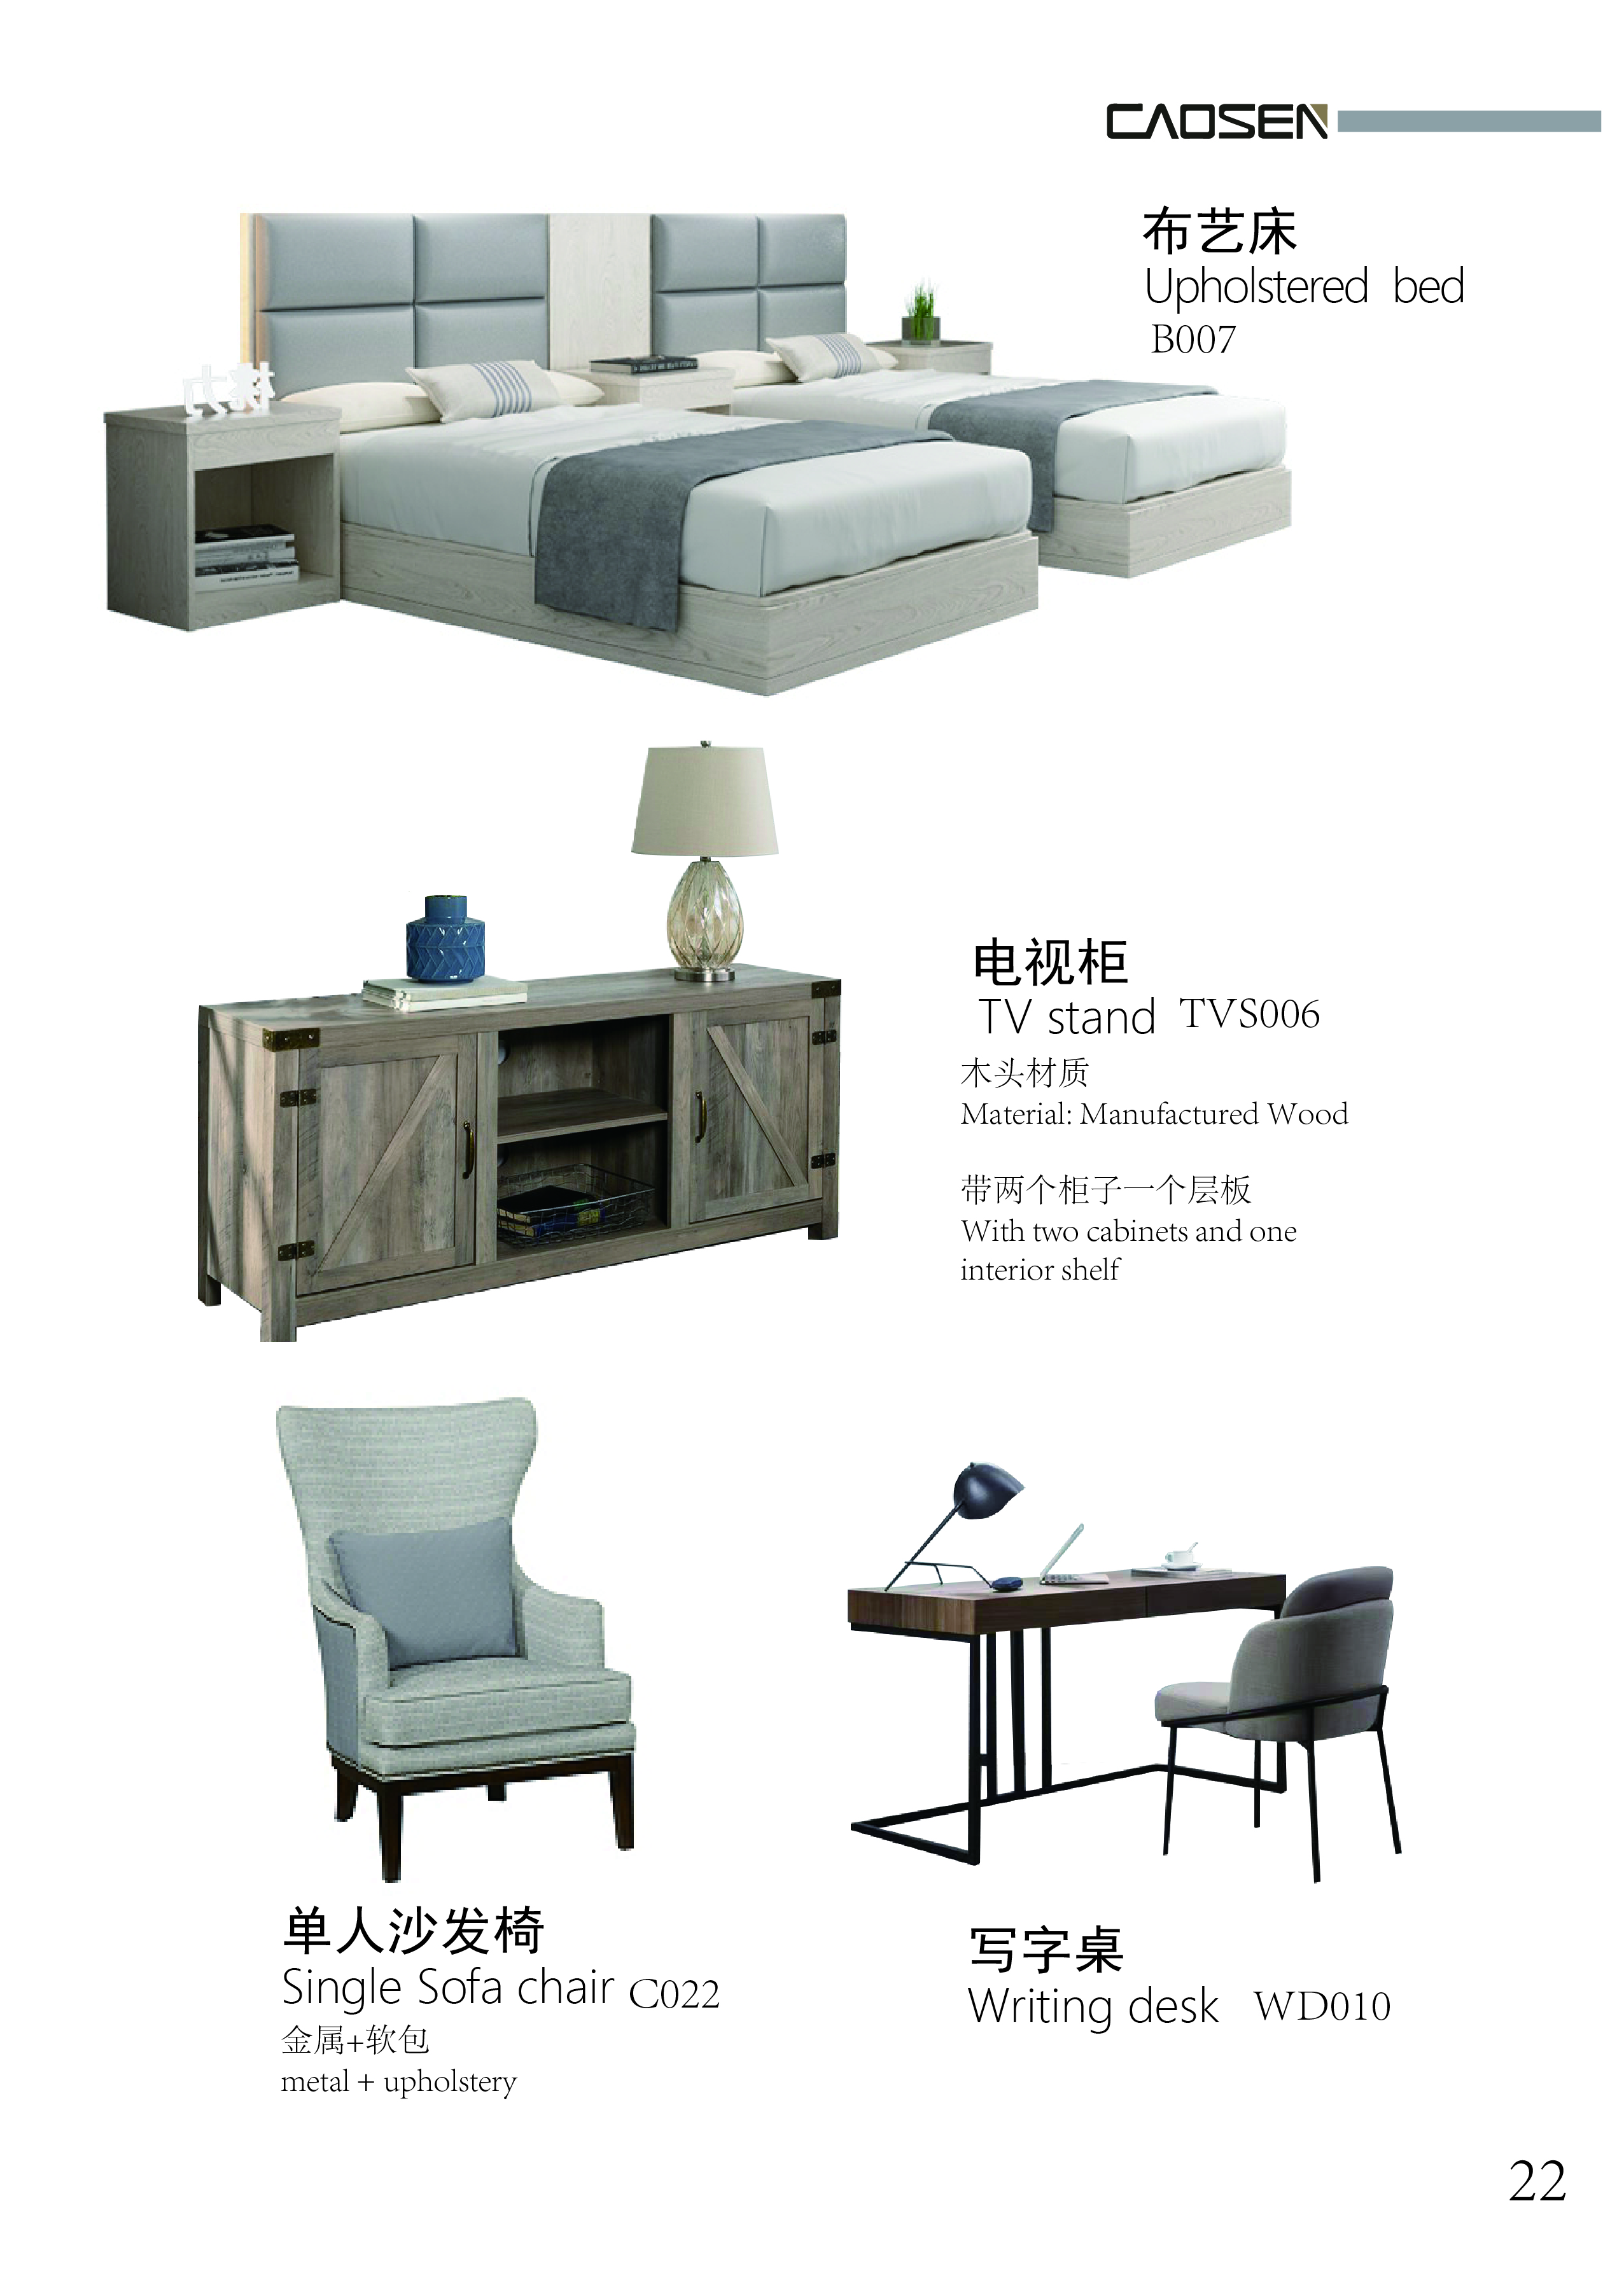 CAOSEN
布艺床
Upholstered bed
B007
电视柜
TV stand TVS006
木头材质
Material: Manufactured Wood
带两个柜子一个层板
With two cabinets and one
interior shelf
单人沙发椅
Single Sofa chair C022
金属+软包
metal + upholstery
写字桌
Writing desk WD010
22